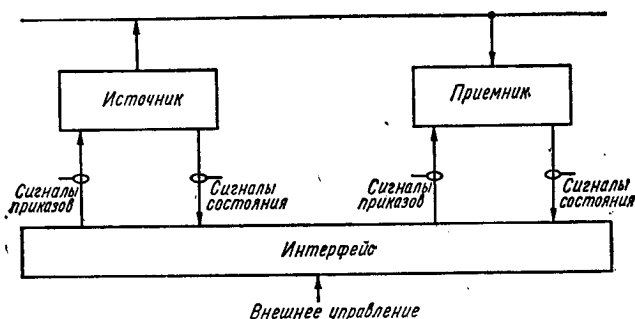 Источник
Приемник
Сигналы
приказов
Сигналы
состояния
Сигналы
приказов
Сигналы
состояния
Интерфейс
Внешнее управление